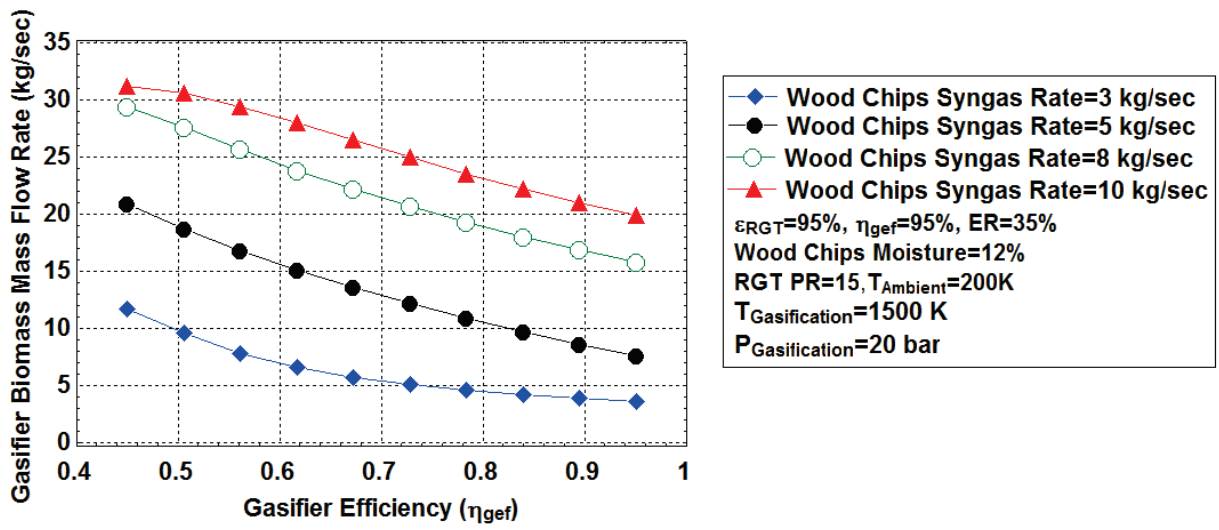 Gasifier Biomass Mass Flow Rate (kg/sec)
35
30
25
20
15
10
5
0
0.4 0.5 0.6 0.7 0.8 0.9 1
Gasifier Efficiency (ηgef)
Wood Chips Syngas Rate=3 kg/sec
Wood Chips Syngas Rate=5 kg/sec
Wood Chips Syngas Rate=8 kg/sec
Wood Chips Syngas Rate=10 kg/sec
εRGT=95%, ηgef=95%, ER=35%
Wood Chips Moisture=12%
RGT PR=15,TAmbient=200K
TGasification=1500 K
PGasification=20 bar